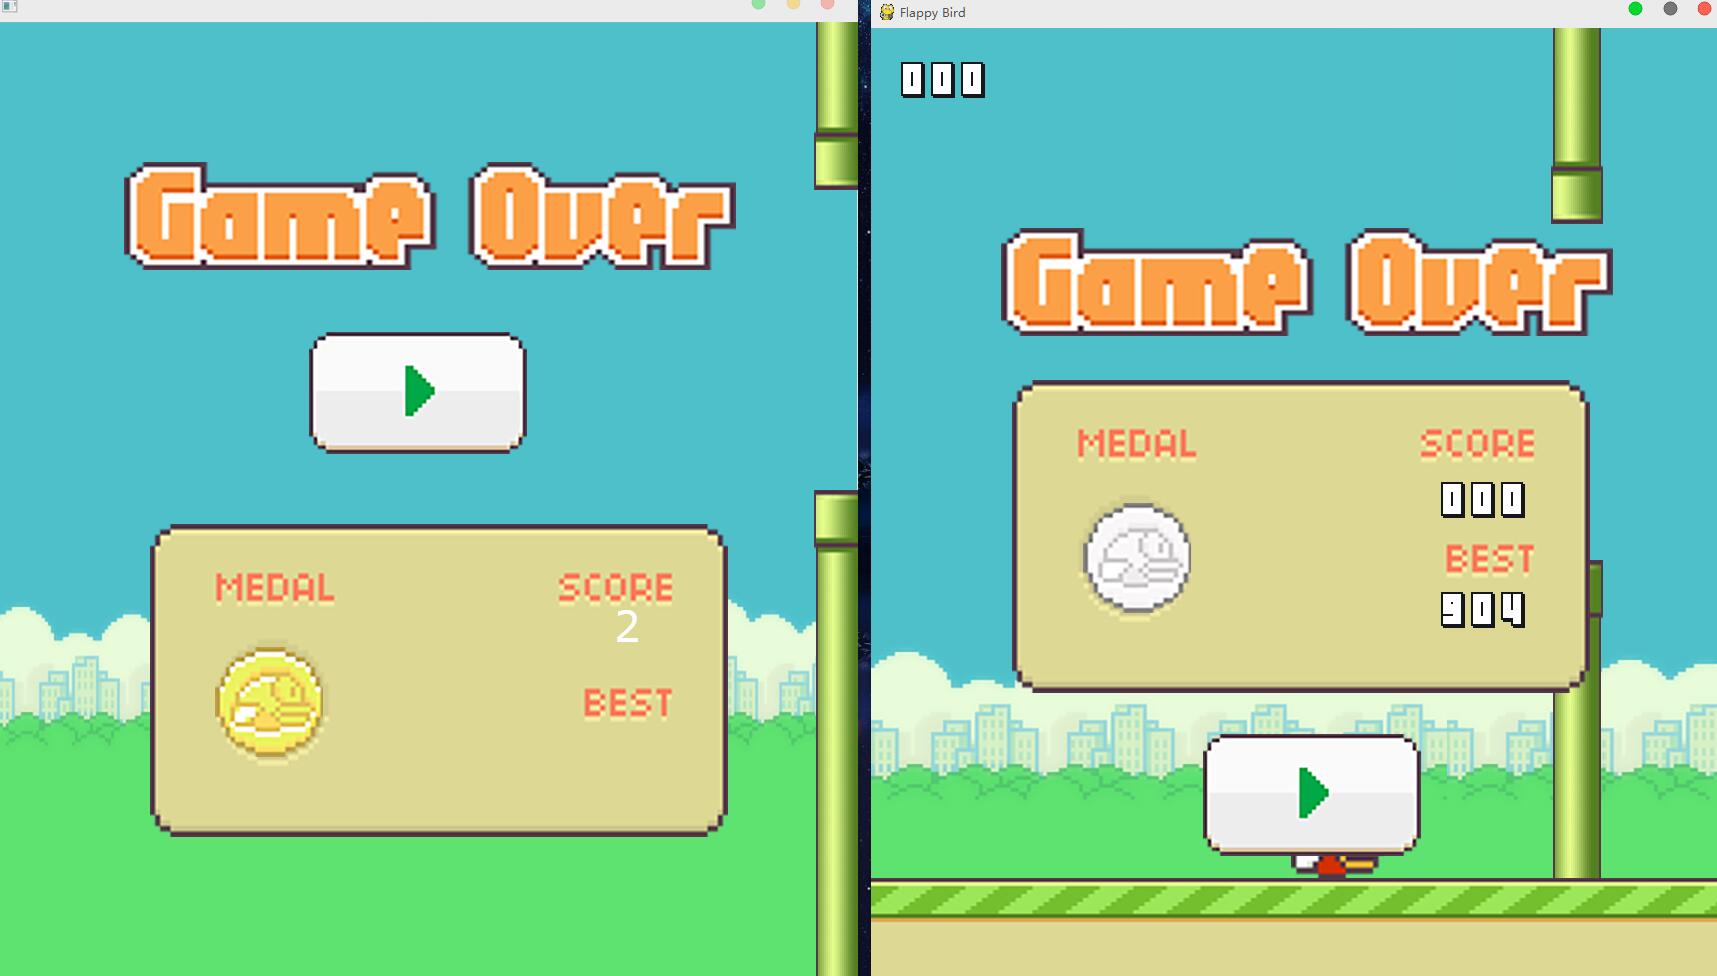 Game Over
MEDAL SCORE
2
BEST
Flappy Bird
000
Game Over
MEDAL SCORE
000
BEST
904